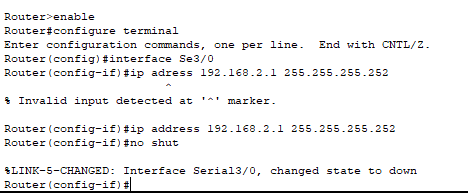 Router>enable
Router#configure terminal
Enter configuration commands, one per line.  End with CNTL/Z.
Router(config)#interface Se3/0
Router(config-if)#ip adress 192.168.2.1 255.255.255.252
^
% Invalid input detected at '^' marker.
Router(config-if)#ip address 192.168.2.1 255.255.255.252
Router(config-if)#no shut
%LINK-5-CHANGED: Interface Serial3/0, changed state to down
Router(config-if)#